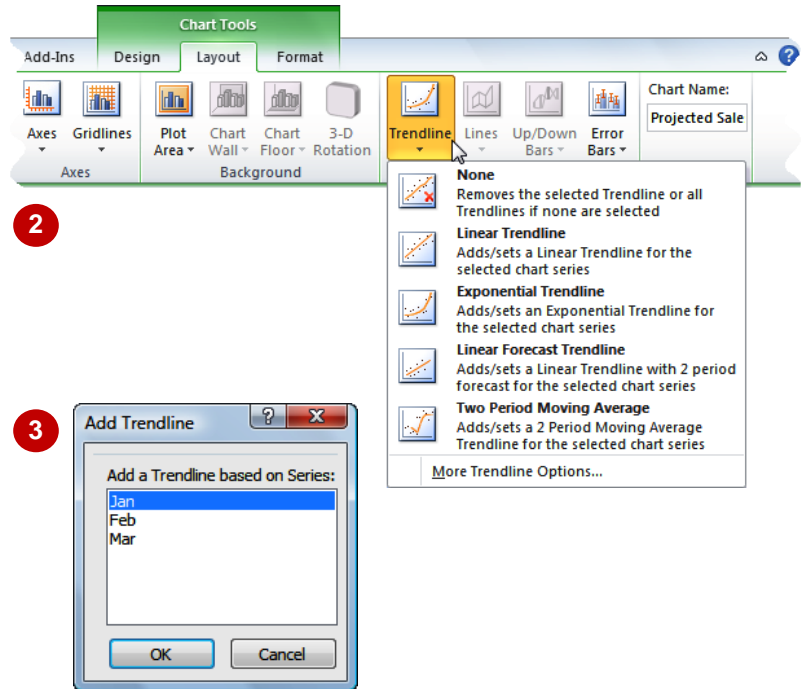 Chart Tools
Add-Ins Design Layout Format
?
Axes Gridlines Plot Area Chart Wall Chart Floor 3-D Rotation Trendline Lines Up/Down Bars Error Bars
Chart Name:
Projected Sale
Axes Background
2
None
Removes the selected Trendline or all
Trendlines if none are selected
Linear Trendline
Adds/sets a Linear Trendline for the
selected chart series
Exponential Trendline
Adds/sets an Exponential Trendline for
the selected chart series
Linear Forecast Trendline
Adds/sets a Linear Trendline with 2 period
forecast for the selected chart series
Two Period Moving Average
Adds/sets a 2 Period Moving Average
Trendline for the selected chart series
More Trendline Options...
3
Add Trendline
? X
Add a Trendline based on Series:
Jan
Feb
Mar
OK Cancel